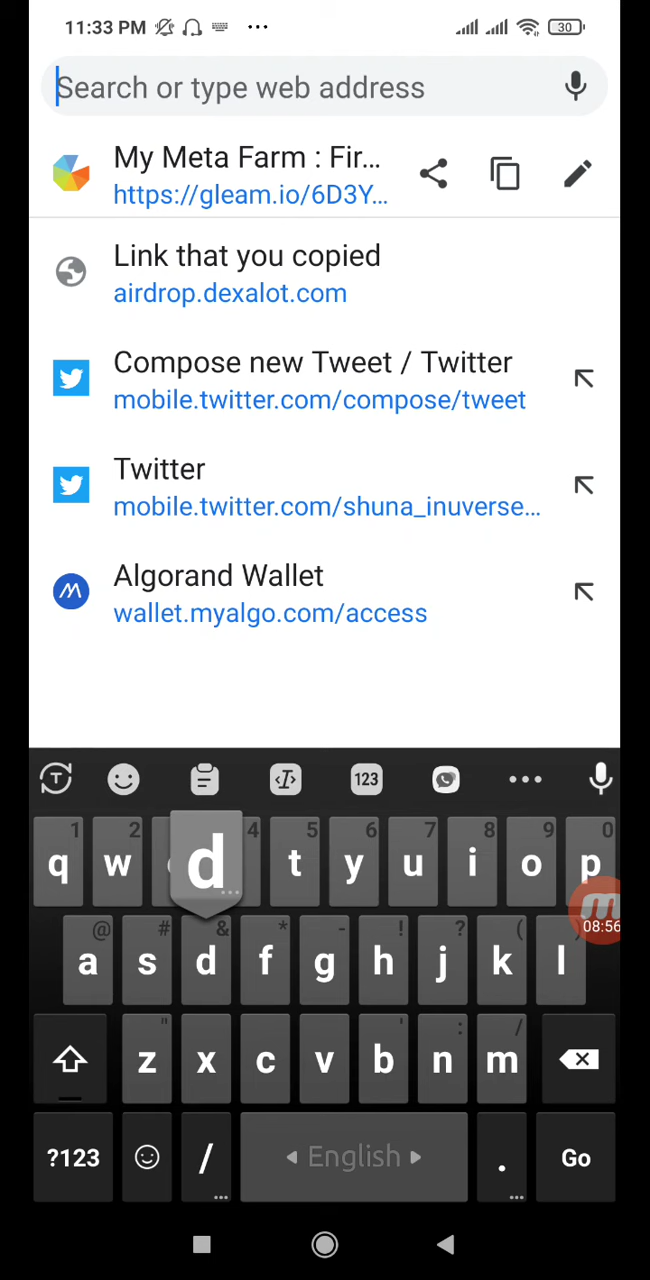 11:33 PM ... 30
Search or type web address
My Meta Farm : Fir...
https://gleam.io/6D3Y...
Link that you copied
airdrop.dexalot.com
Compose new Tweet / Twitter
mobile.twitter.com/compose/tweet
Twitter
mobile.twitter.com/shuna_inuverse...
Algorand Wallet
wallet.myalgo.com/access
T 123 ...
1 2 4 5 6 7 8 9 0
q w d t y u i o p
08:56
@ # & * - ! ? (
a s d f g h j k l
" ' : /
z x c v b n m
?123 / English . Go
... ...